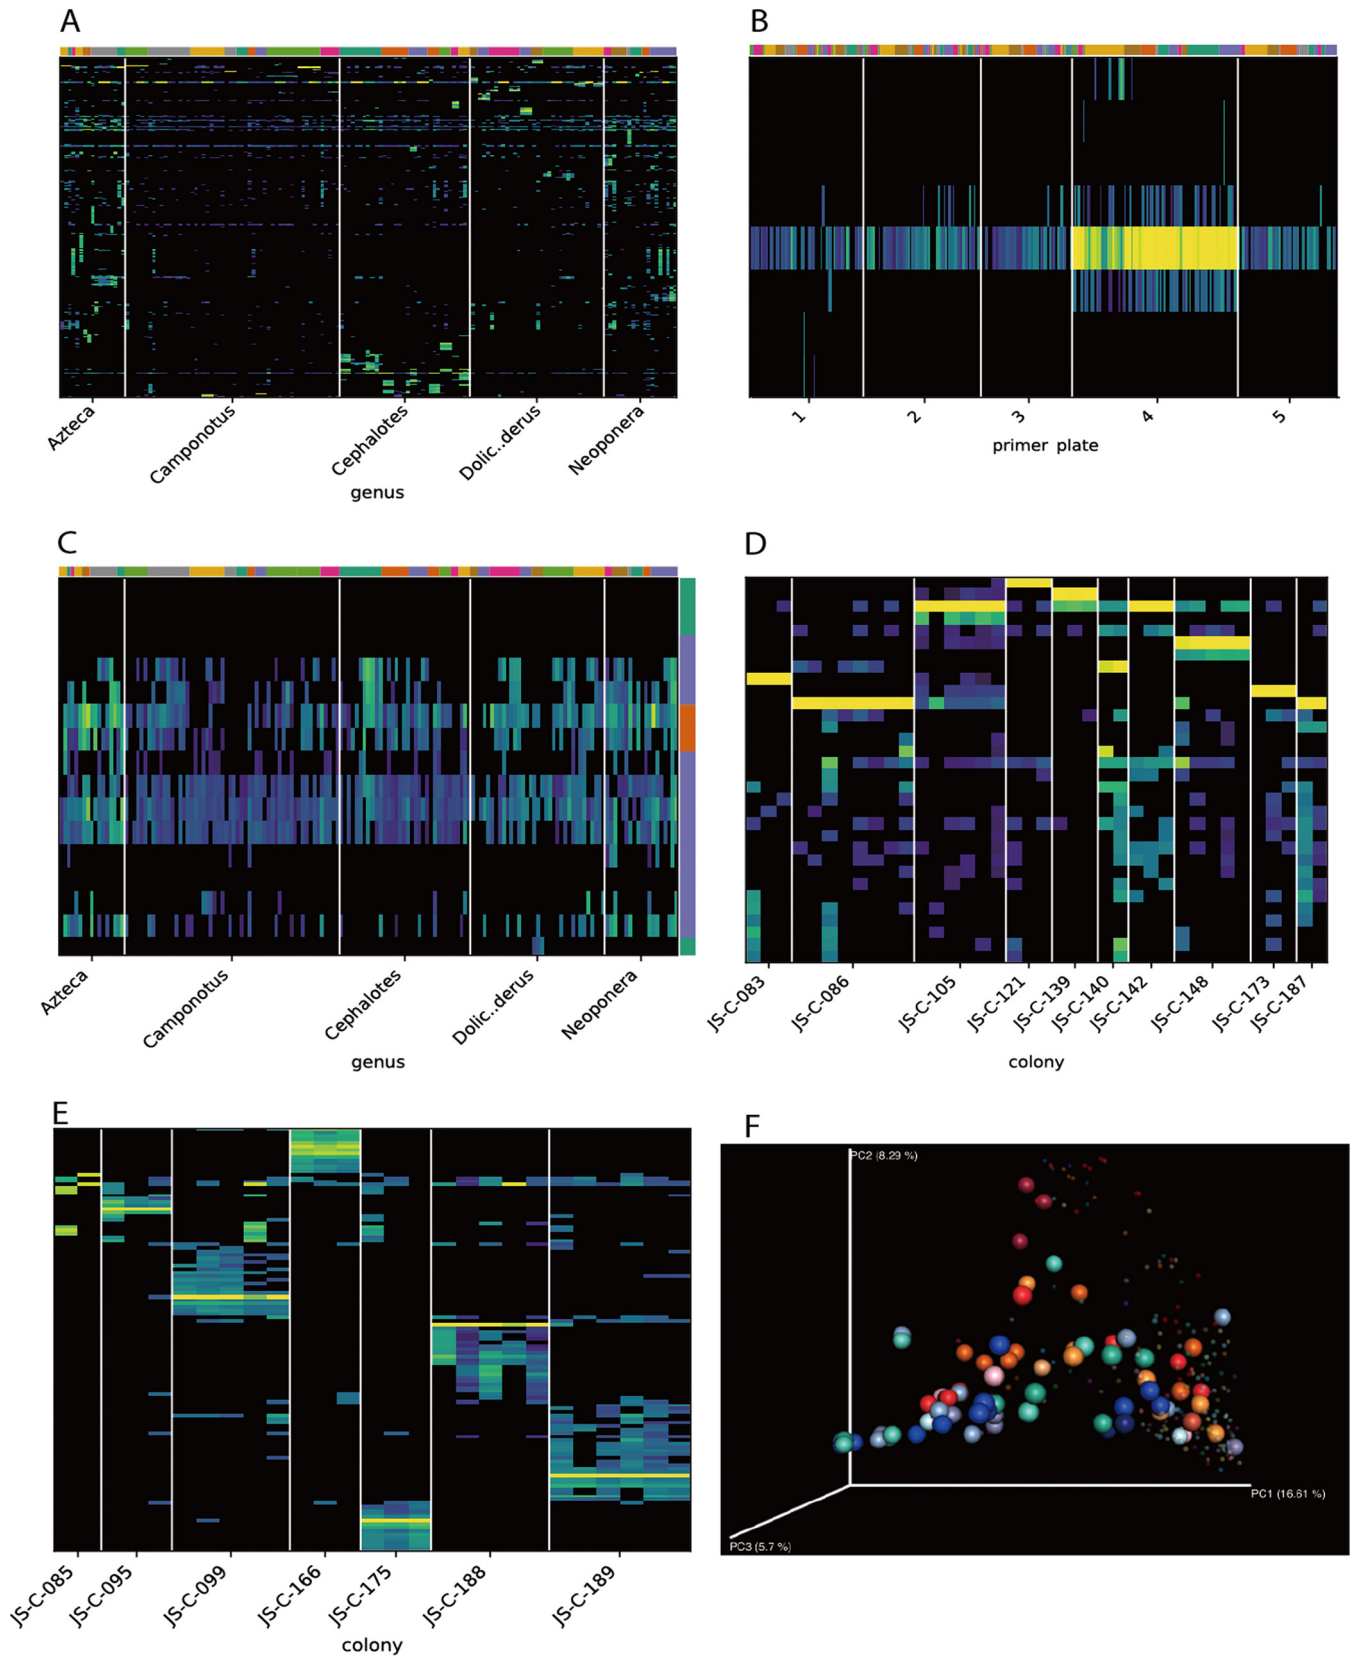 A
B
Azteca
Camponotus
Cephalotes
Dolic..derus
Neoponera
genus
1
2
3
4
5
primer plate
C
D
Azteca
Camponotus
Cephalotes
Dolic..derus
Neoponera
genus
JS-C-083
JS-C-086
JS-C-105
JS-C-121
JS-C-139
JS-C-140
JS-C-142
JS-C-148
JS-C-173
JS-C-187
colony
E
F
JS-C-085
JS-C-095
JS-C-099
JS-C-166
JS-C-175
JS-C-188
JS-C-189
colony
PC2 (8.29 %)
PC1 (16.61 %)
PC3 (5.7 %)